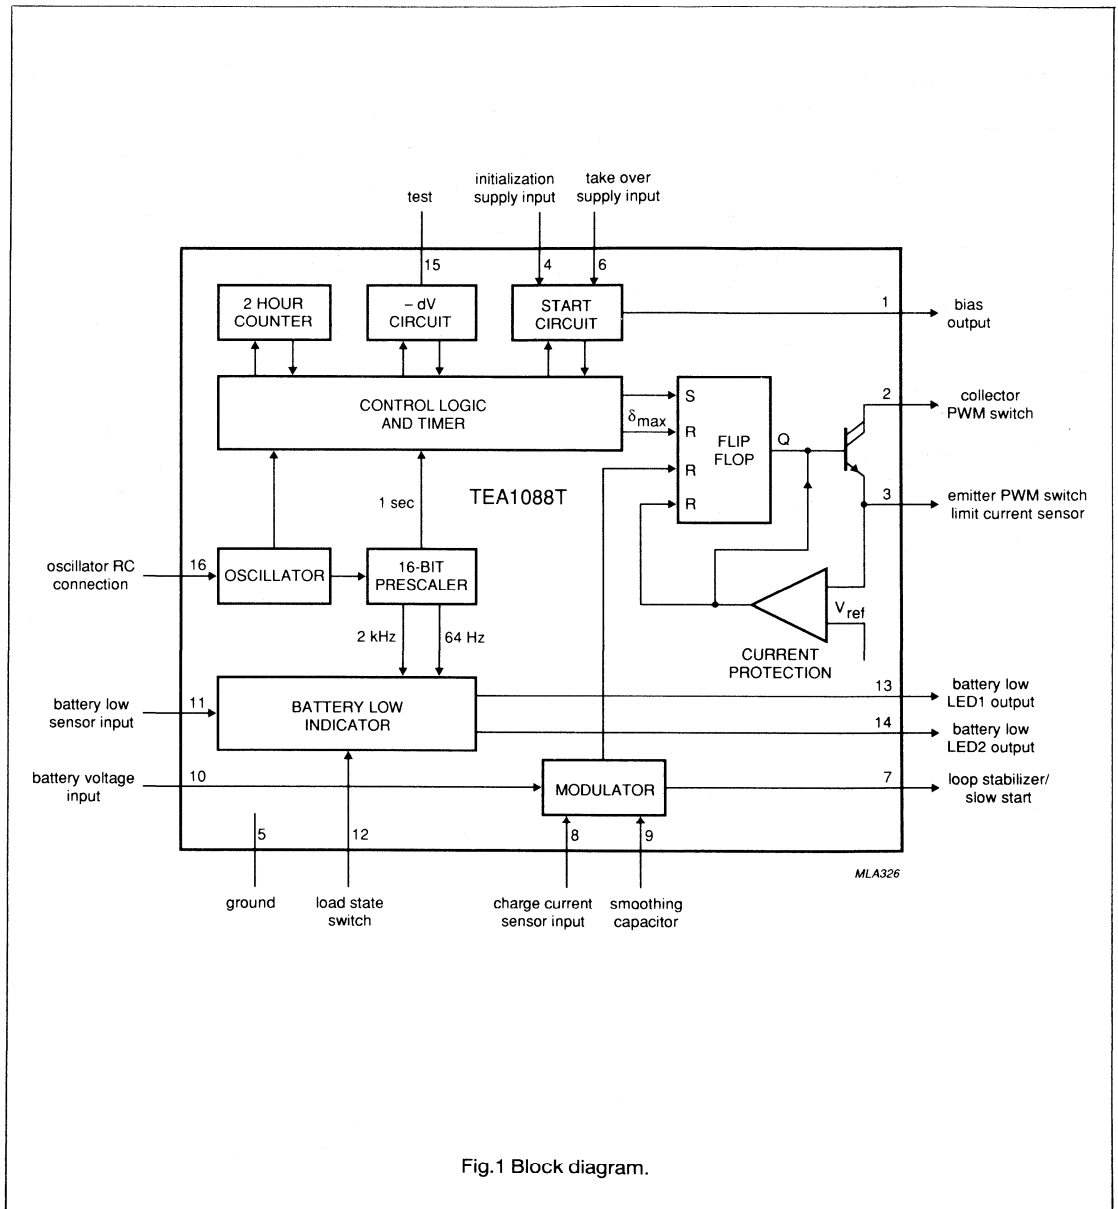 test
initialization
supply input
take over
supply input
15
4
6
2 HOUR
COUNTER
– dV
CIRCUIT
START
CIRCUIT
1
bias
output
CONTROL LOGIC
AND TIMER
δmax
S
R
R
R
FLIP
FLOP
Q
2
collector
PWM switch
3
emitter PWM switch
limit current sensor
1 sec
TEA1088T
oscillator RC
connection
16
OSCILLATOR
16-BIT
PRESCALER
2 kHz
64 Hz
Vref
CURRENT
PROTECTION
battery low
sensor input
11
BATTERY LOW
INDICATOR
13
battery low
LED1 output
14
battery low
LED2 output
battery voltage
input
10
MODULATOR
7
loop stabilizer/
slow start
5
12
8
9
MLA326
ground
load state
switch
charge current
sensor input
smoothing
capacitor
Fig.1 Block diagram.